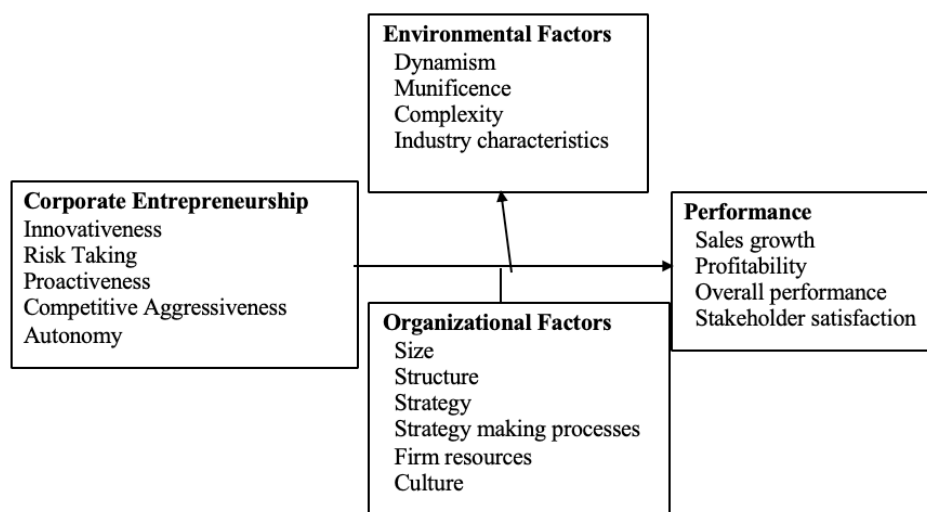 Environmental Factors
Dynamism
Munificence
Complexity
Industry characteristics
Corporate Entrepreneurship
Innovativeness
Risk Taking
Proactiveness
Competitive Aggressiveness
Autonomy
Performance
Sales growth
Profitability
Overall performance
Stakeholder satisfaction
Organizational Factors
Size
Structure
Strategy
Strategy making processes
Firm resources
Culture